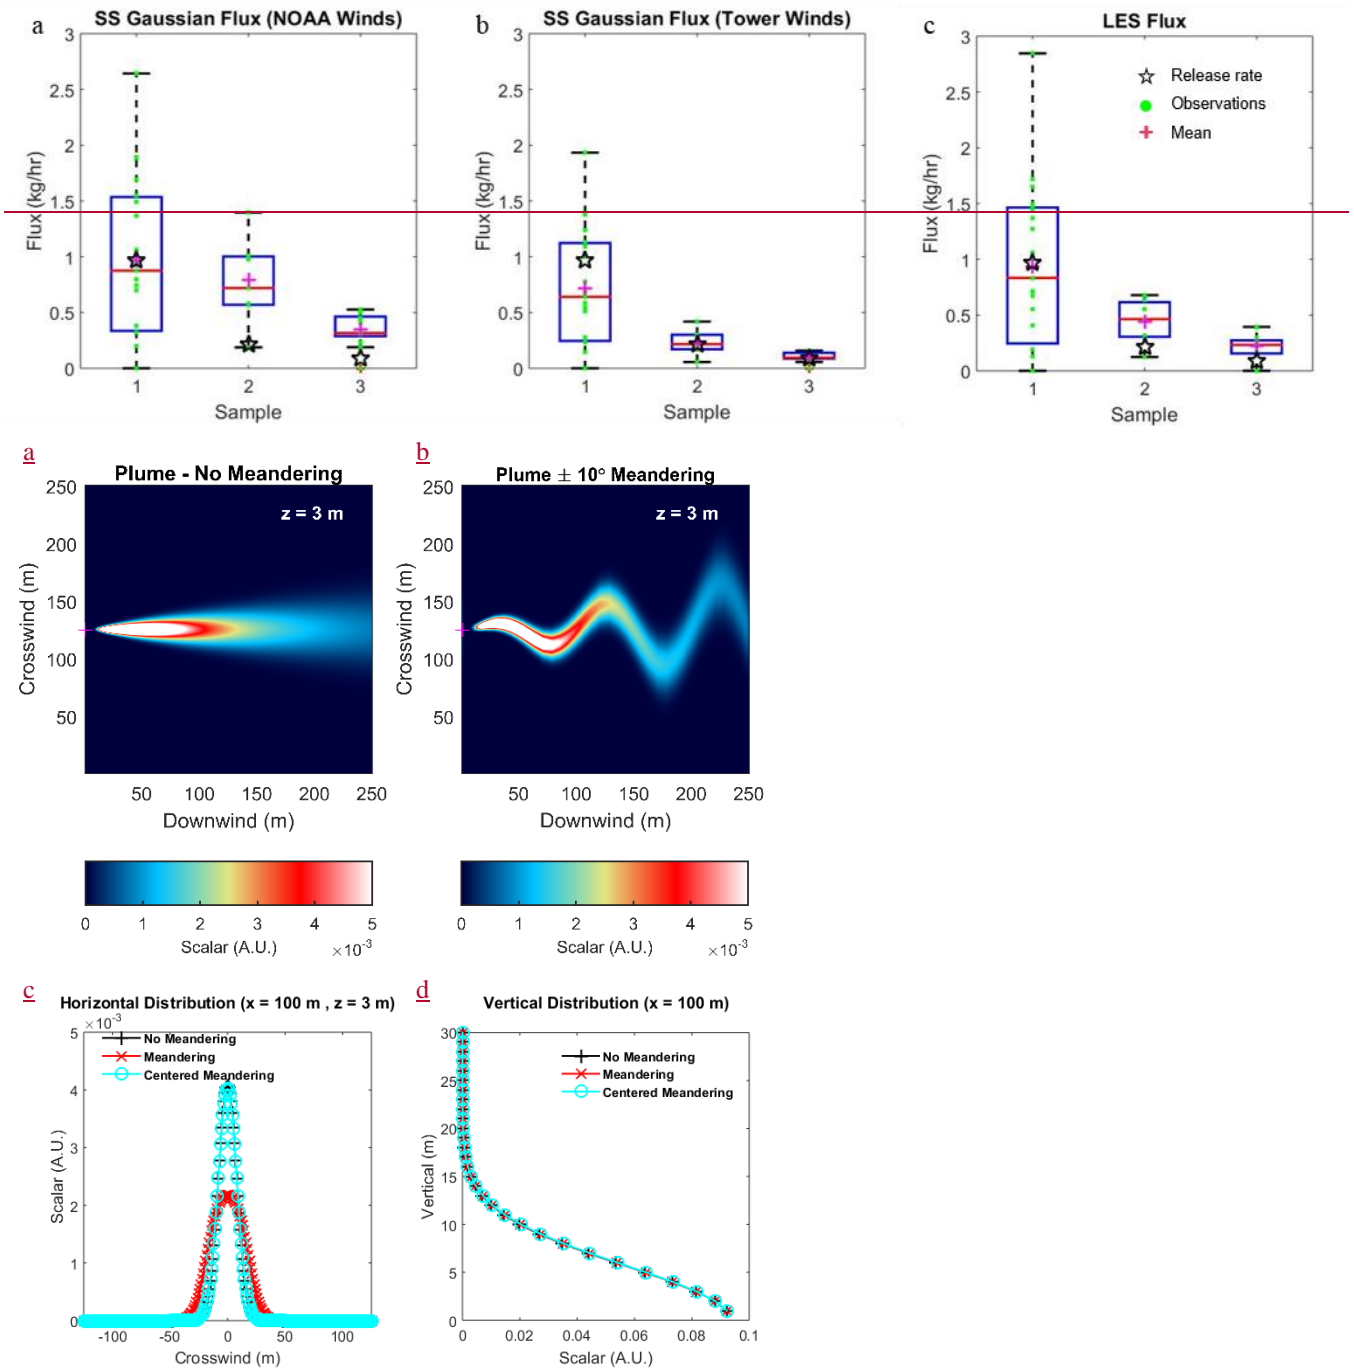 a
SS Gaussian Flux (NOAA Winds)
3
2.5
2
1.5
1
0.5
0
Flux (kg/hr)
1 2 3
Sample
b
SS Gaussian Flux (Tower Winds)
3
2.5
2
1.5
1
0.5
0
Flux (kg/hr)
1 2 3
Sample
c
LES Flux
3
2.5
2
1.5
1
0.5
0
Flux (kg/hr)
Release rate
Observations
Mean
1 2 3
Sample
a
Plume - No Meandering
z = 3 m
250
200
150
100
50
Crosswind (m)
50 100 150 200 250
Downwind (m)
0 1 2 3 4 5
Scalar (A.U.) ×10-3
b
Plume ± 10° Meandering
z = 3 m
250
200
150
100
50
Crosswind (m)
50 100 150 200 250
Downwind (m)
0 1 2 3 4 5
Scalar (A.U.) ×10-3
c
Horizontal Distribution (x = 100 m , z = 3 m)
×10-3
5
4
3
2
1
0
Scalar (A.U.)
No Meandering
Meandering
Centered Meandering
-100 -50 0 50 100
Crosswind (m)
d
Vertical Distribution (x = 100 m)
30
25
20
15
10
5
0
Vertical (m)
No Meandering
Meandering
Centered Meandering
0 0.02 0.04 0.06 0.08 0.1
Scalar (A.U.)